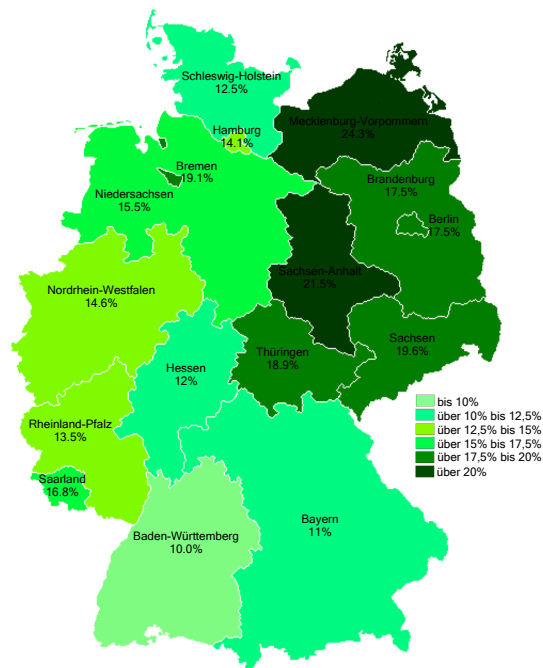 Schleswig-Holstein
12.5%
Mecklenburg-Vorpommern
24.3%
Hamburg
14.1%
Bremen
19.1%
Brandenburg
17.5%
Niedersachsen
15.5%
Berlin
17.5%
Sachsen-Anhalt
21.5%
Nordrhein-Westfalen
14.6%
Sachsen
19.6%
Thüringen
18.9%
Hessen
12%
Rheinland-Pfalz
13.5%
Saarland
16.8%
Bayern
11%
Baden-Württemberg
10.0%
bis 10%
über 10% bis 12,5%
über 12,5% bis 15%
über 15% bis 17,5%
über 17,5% bis 20%
über 20%